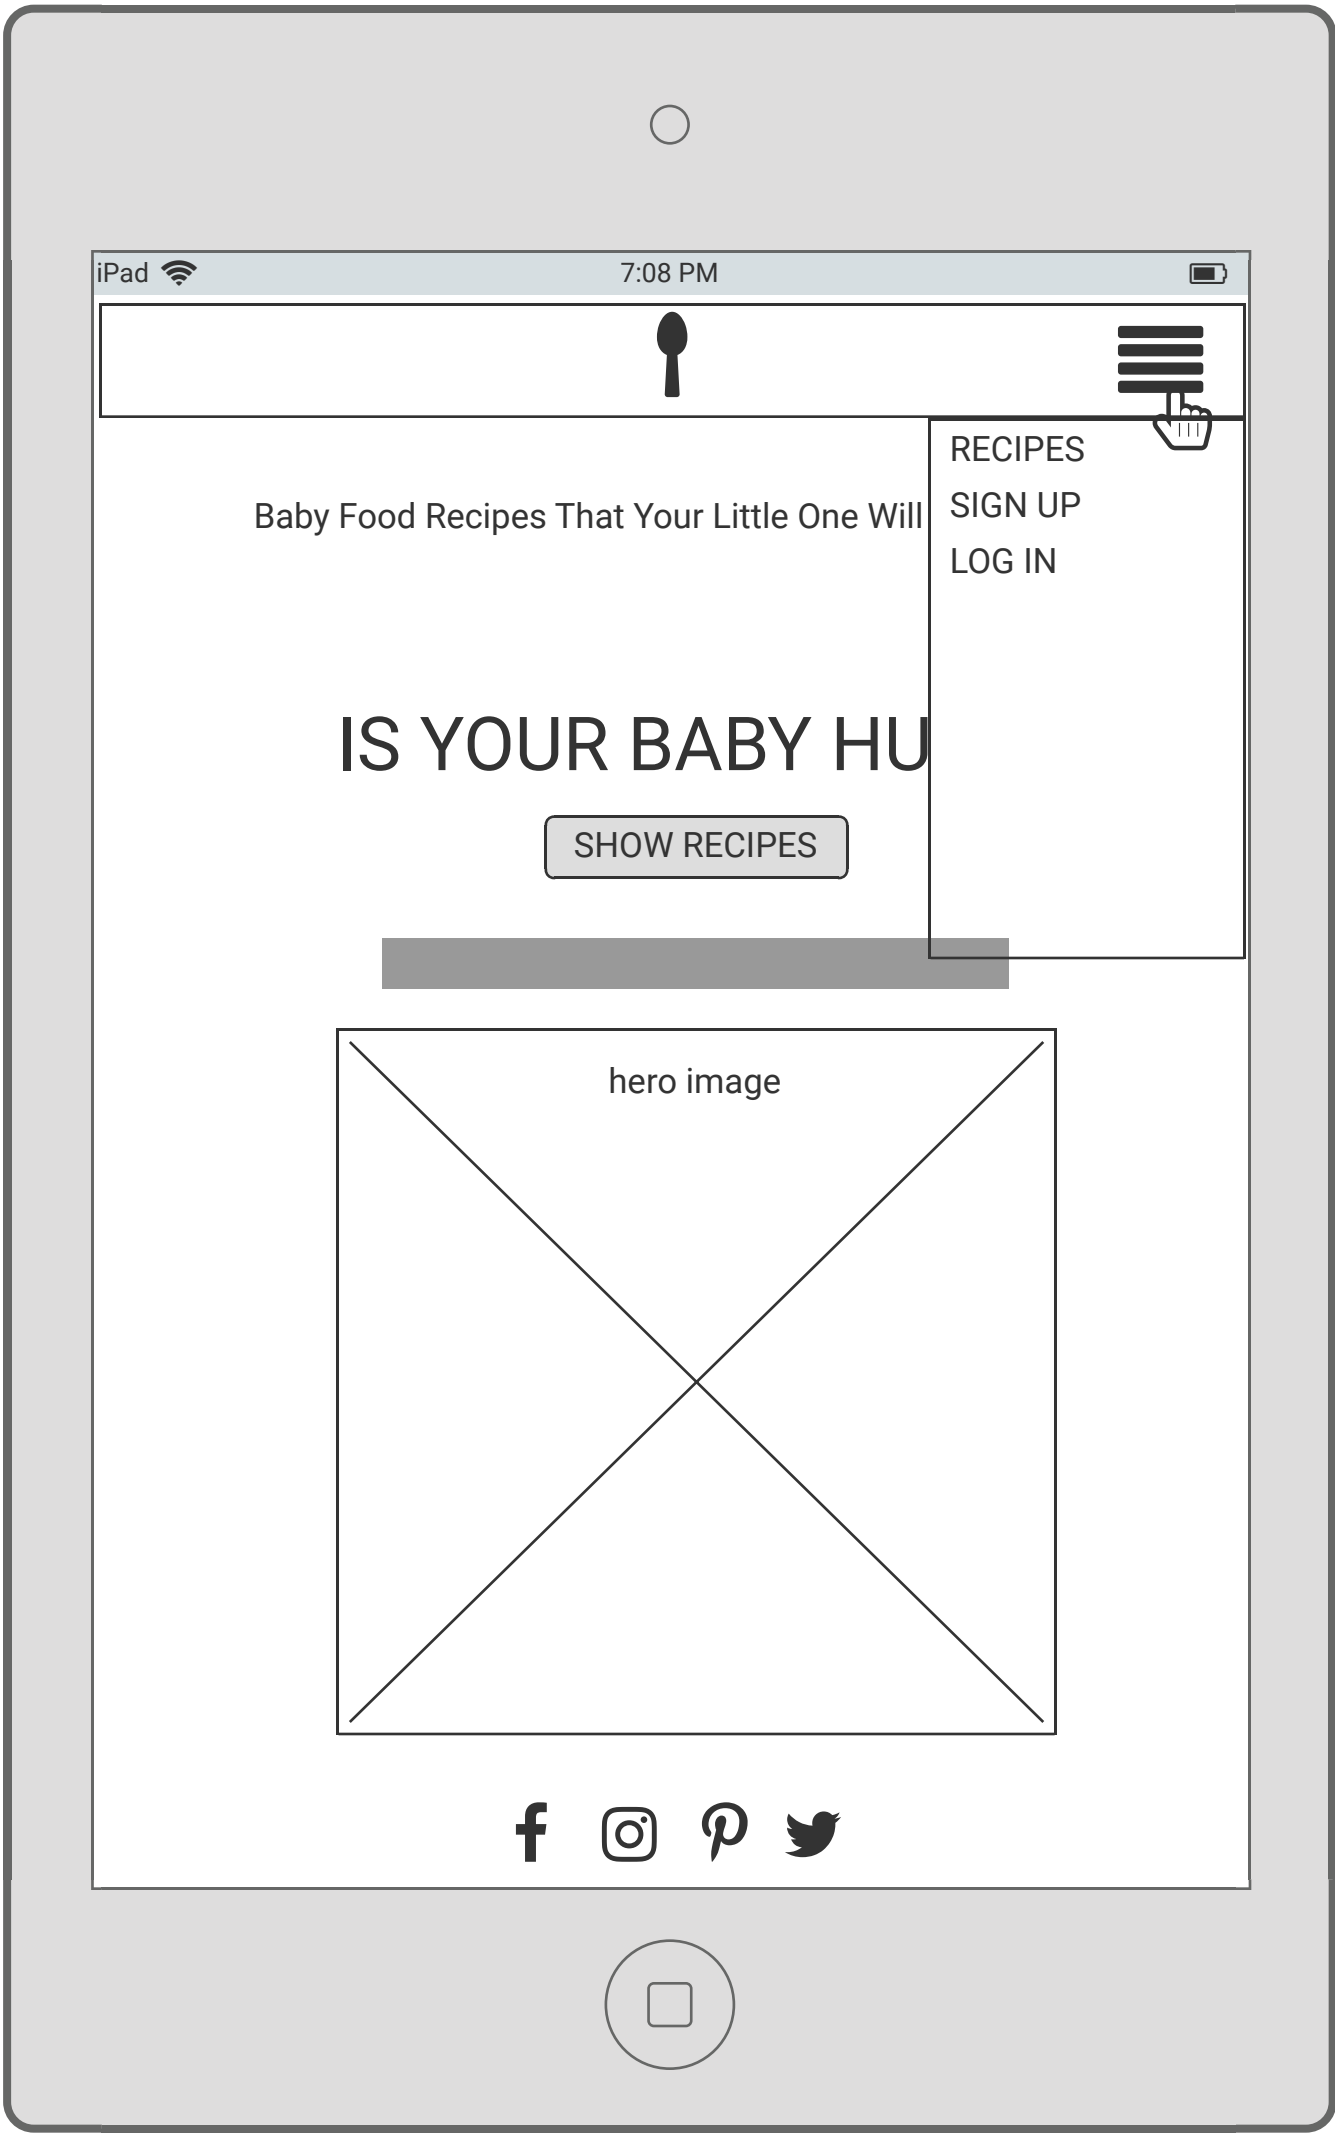 iPad 7:08 PM
RECIPES
SIGN UP
Baby Food Recipes That Your Little One Will
LOG IN
IS YOUR BABY HU
SHOW RECIPES
hero image